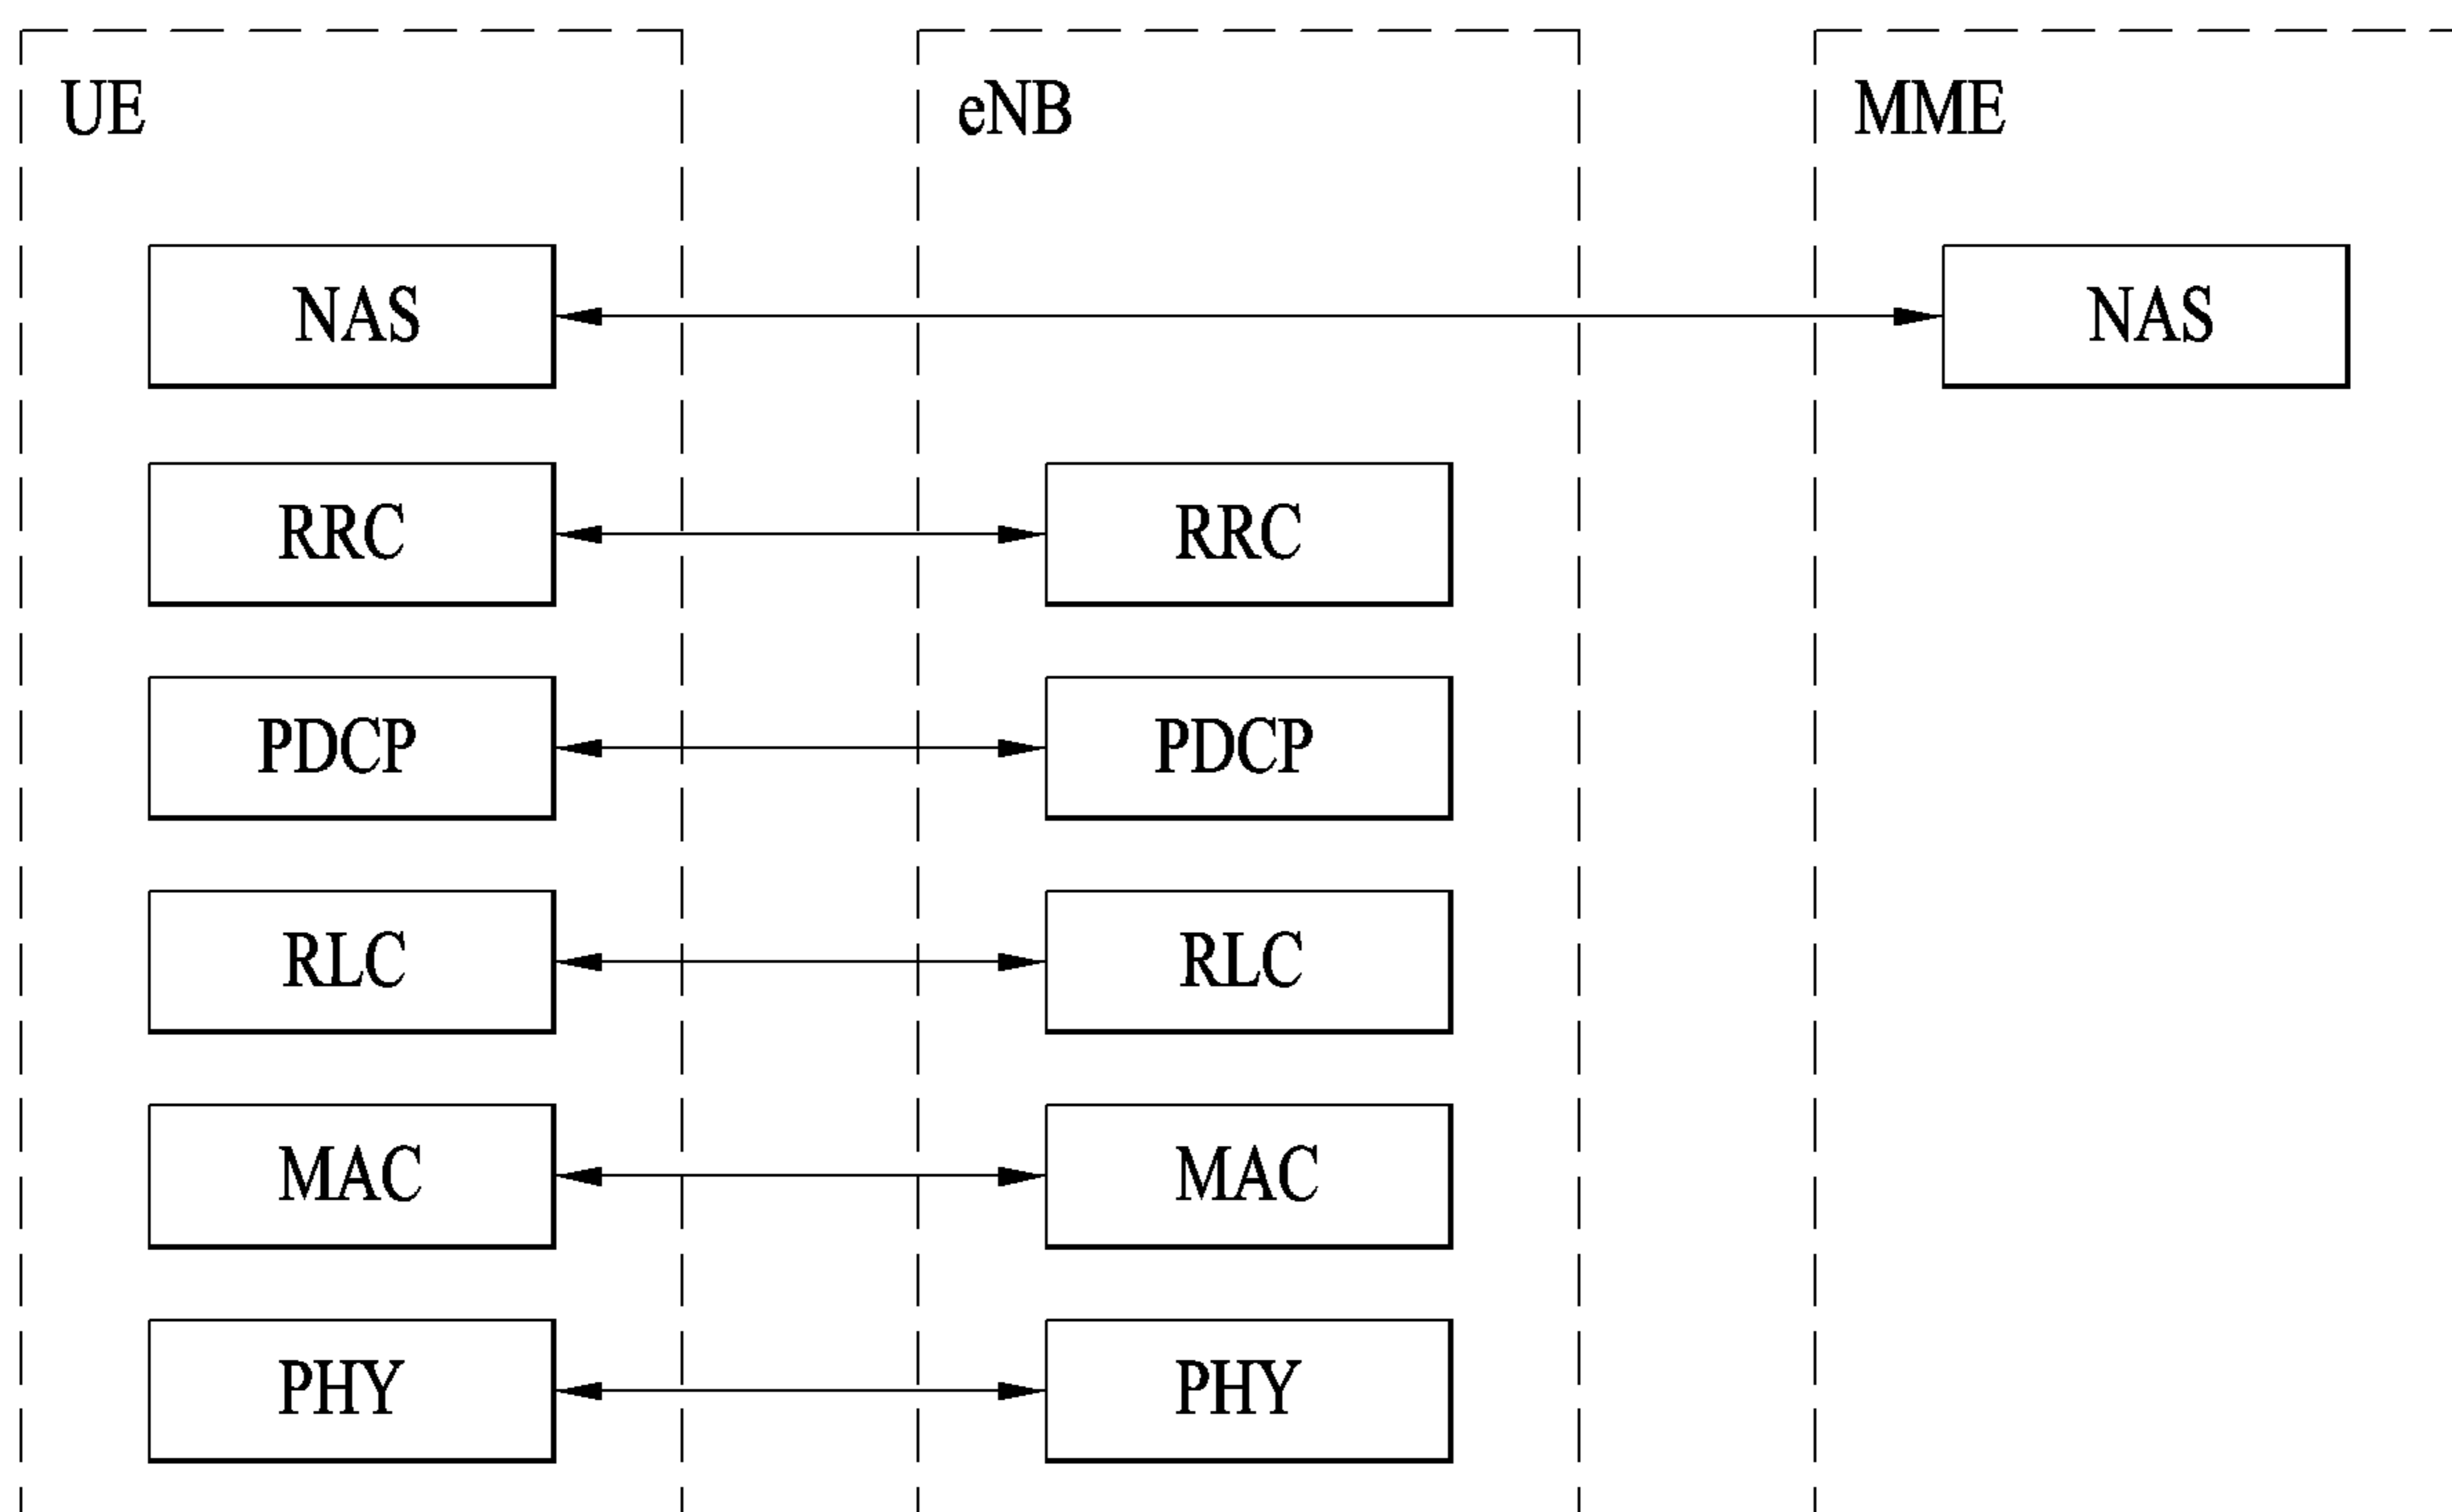 UE eNB MME
NAS NAS
RRC RRC
PDCP PDCP
RLC RLC
MAC MAC
PHY PHY